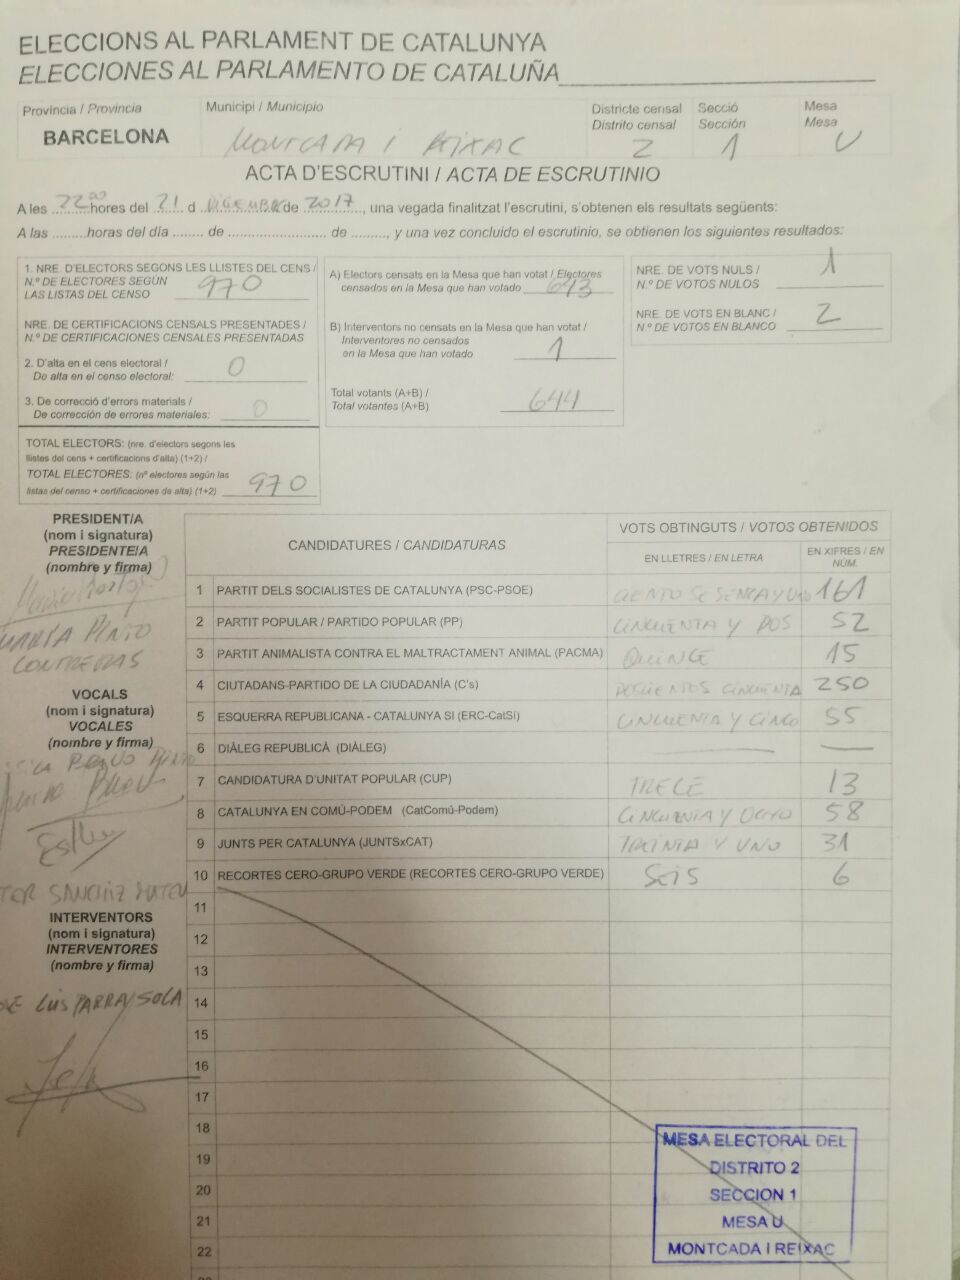 ELECCIONS AL PARLAMENT DE CATALUNYA
ELECCIONES AL PARLAMENTO DE CATALUÑA
Provincia / Provincia
BARCELONA
Municipi / Municipio
MONTCADA I REIXAC
Districte censal
Distrito censal
2
Secció
Sección
1
Mesa
Mesa
U
ACTA D'ESCRUTINI / ACTA DE ESCRUTINIO
A les 22:00 hores del 21 d DICIEMBRE de 2017, una vegada finalitzat l'escrutini, s'obtenen els resultats següents:
A las .........horas del día ........ de ......................... de ........., y una vez concluido el escrutinio, se obtienen los siguientes resultados:
1. NRE. D'ELECTORS SEGONS LES LLISTES DEL CENS /
N.º DE ELECTORES SEGÚN
LAS LISTAS DEL CENSO 970
NRE. DE CERTIFICACIONS CENSALS PRESENTADES /
N.º DE CERTIFICACIONES CENSALES PRESENTADAS
2. D'alta en el cens electoral /
De alta en el censo electoral: 0
3. De correcció d'errors materials /
De corrección de errores materiales: 0
TOTAL ELECTORS: (nre. d'electors segons les
llistes del cens + certificacions d'alta) (1+2) /
TOTAL ELECTORES: (nº electores según las
listas del censo + certificaciones de alta) (1+2) 970
A) Electors censats en la Mesa que han votat / Electores
censados en la Mesa que han votado 643
B) Interventors no censats en la Mesa que han votat /
Interventores no censados
en la Mesa que han votado 1
Total votants (A+B) /
Total votantes (A+B) 644
NRE. DE VOTS NULS /
N.º DE VOTOS NULOS 1
NRE. DE VOTS EN BLANC /
N.º DE VOTOS EN BLANCO 2
PRESIDENT/A
(nom i signatura)
PRESIDENTE/A
(nombre y firma)
MARTA PINTO
CONTRERAS
VOCALS
(nom i signatura)
VOCALES
(nombre y firma)
SANCHIZ MATEU
INTERVENTORS
(nom i signatura)
INTERVENTORES
(nombre y firma)
LUIS PARRA SOLA
CANDIDATURES / CANDIDATURAS
VOTS OBTINGUTS / VOTOS OBTENIDOS
EN LLETRES / EN LETRA
EN XIFRES / EN NÚM.
1 PARTIT DELS SOCIALISTES DE CATALUNYA (PSC-PSOE) CIENTO SESENTA Y UNO 161
2 PARTIT POPULAR / PARTIDO POPULAR (PP) CINCUENTA Y DOS 52
3 PARTIT ANIMALISTA CONTRA EL MALTRACTAMENT ANIMAL (PACMA) QUINCE 15
4 CIUTADANS-PARTIDO DE LA CIUDADANÍA (C's) DOSCIENTOS CINCUENTA 250
5 ESQUERRA REPUBLICANA - CATALUNYA SÍ (ERC-CatSí) CINCUENTA Y CINCO 55
6 DIÀLEG REPUBLICÀ (DIÀLEG)
7 CANDIDATURA D'UNITAT POPULAR (CUP) TRECE 13
8 CATALUNYA EN COMÚ-PODEM (CatComú-Podem) CINCUENTA Y OCHO 58
9 JUNTS PER CATALUNYA (JUNTSxCAT) TREINTA Y UNO 31
10 RECORTES CERO-GRUPO VERDE (RECORTES CERO-GRUPO VERDE) SEIS 6
11
12
13
14
15
16
17
18
19
20
21
22
MESA ELECTORAL DEL
DISTRITO 2
SECCION 1
MESA U
MONTCADA I REIXAC